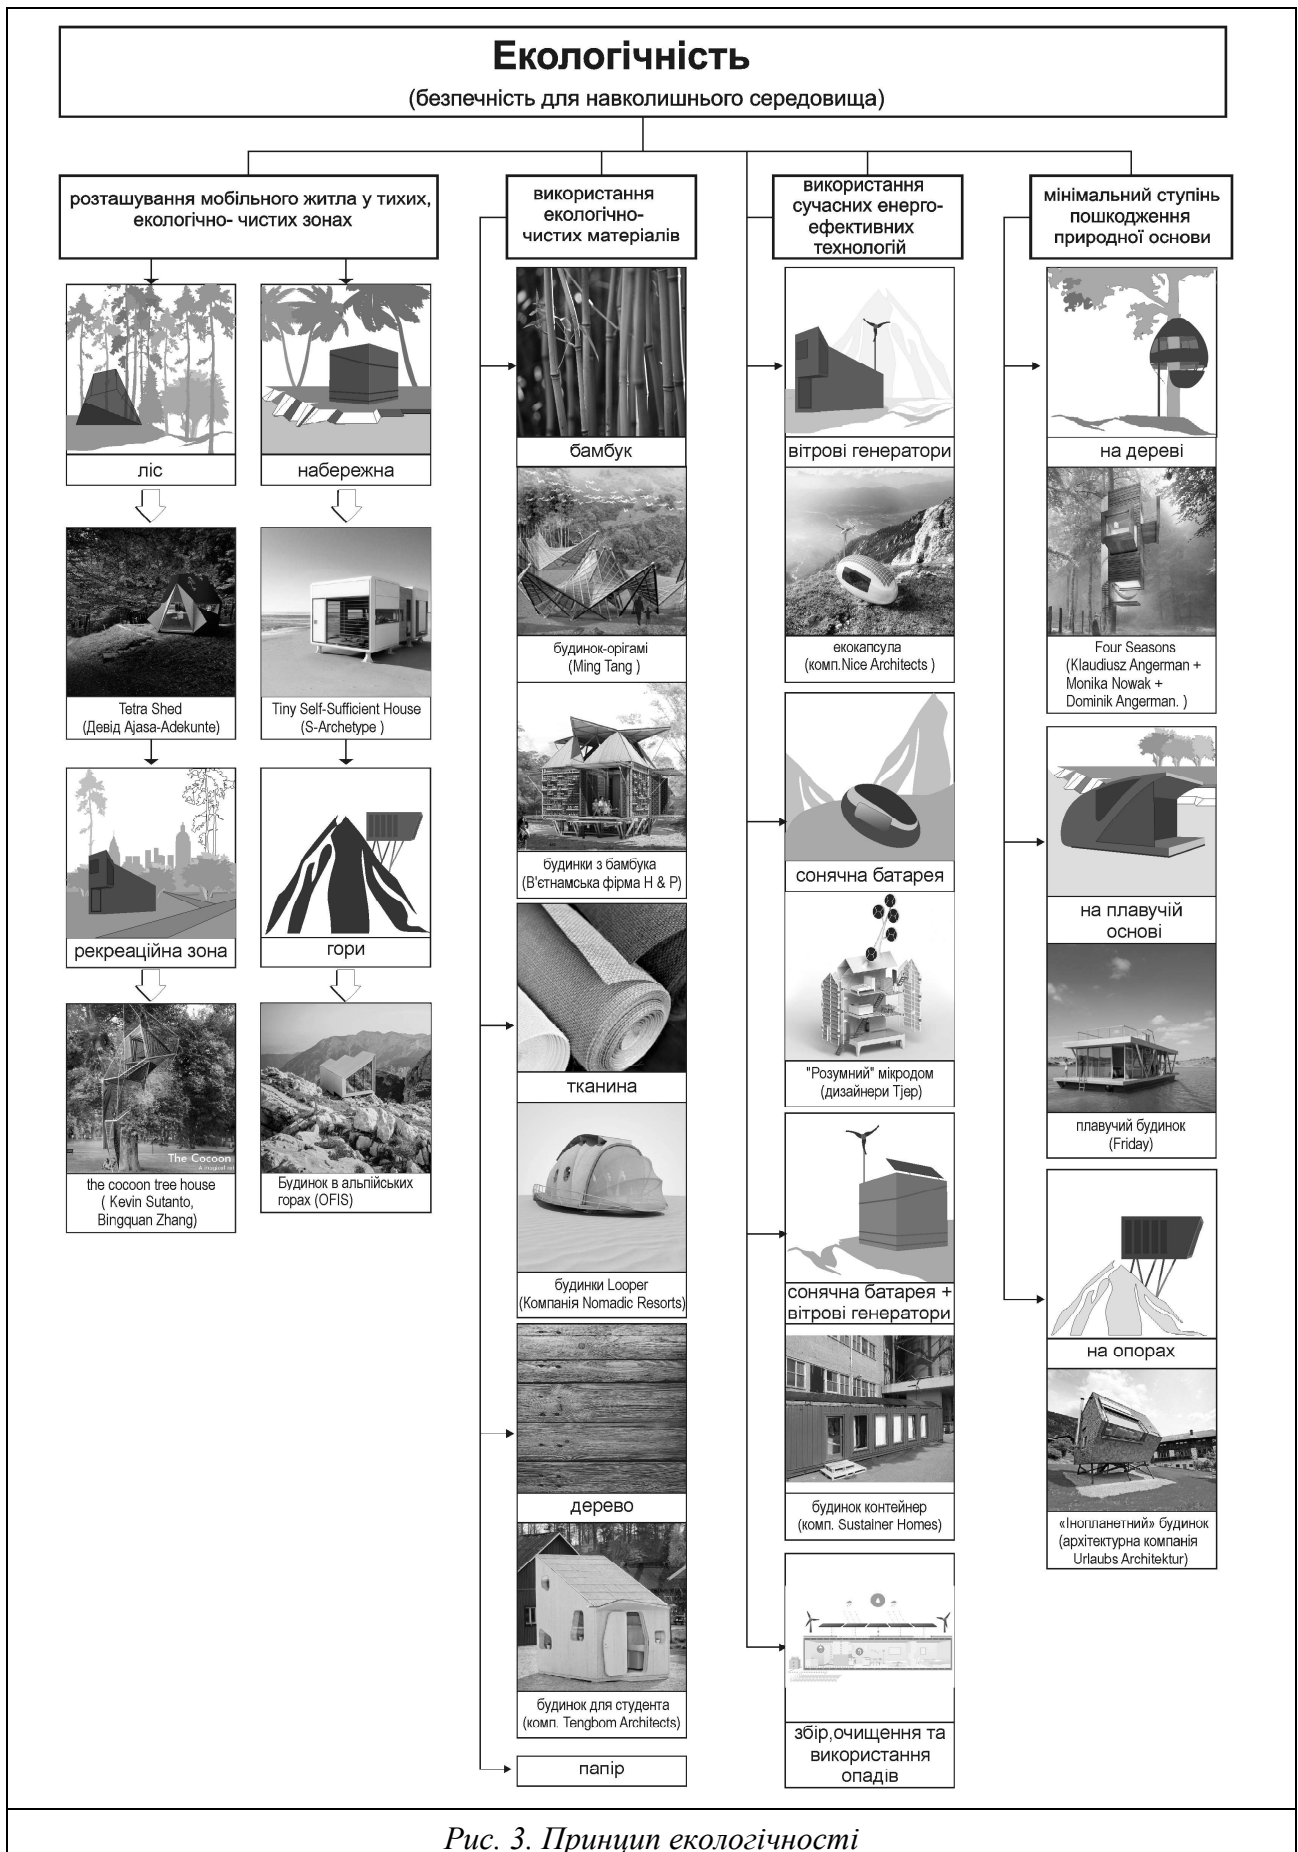 Екологічність
(безпечність для навколишнього середовища)
розташування мобільного житла у тихих,
екологічно- чистих зонах
ліс
набережна
Tetra Shed
(Девід Ajasa-Adekunte)
Tiny Self-Sufficient House
(S-Archetype )
рекреаційна зона
гори
The Cocoon
the cocoon tree house
( Kevin Sutanto,
Bingquan Zhang)
Будинок в альпійських
горах (OFIS)
використання
екологічно-
чистих матеріалів
бамбук
будинок-орігамі
(Ming Tang )
будинки з бамбука
(В'єтнамська фірма H & P)
тканина
будинки Looper
(Компанія Nomadic Resorts)
дерево
будинок для студента
(комп. Tengbom Architects)
папір
використання
сучасних енерго-
ефективних
технологій
вітрові генератори
екокапсула
(комп.Nice Architects )
сонячна батарея
"Розумний" мікродом
(дизайнери Tjep)
сонячна батарея +
вітрові генератори
будинок контейнер
(комп. Sustainer Homes)
збір,очищення та
використання
опадів
мінімальний ступінь
пошкодження
природної основи
на дереві
Four Seasons
(Klaudiusz Angerman +
Monika Nowak +
Dominik Angerman. )
на плавучій
основі
плавучий будинок
(Friday)
на опорах
«Інопланетний» будинок
(архітектурна компанія
Urlaubs Architektur)
Рис. 3. Принцип екологічності